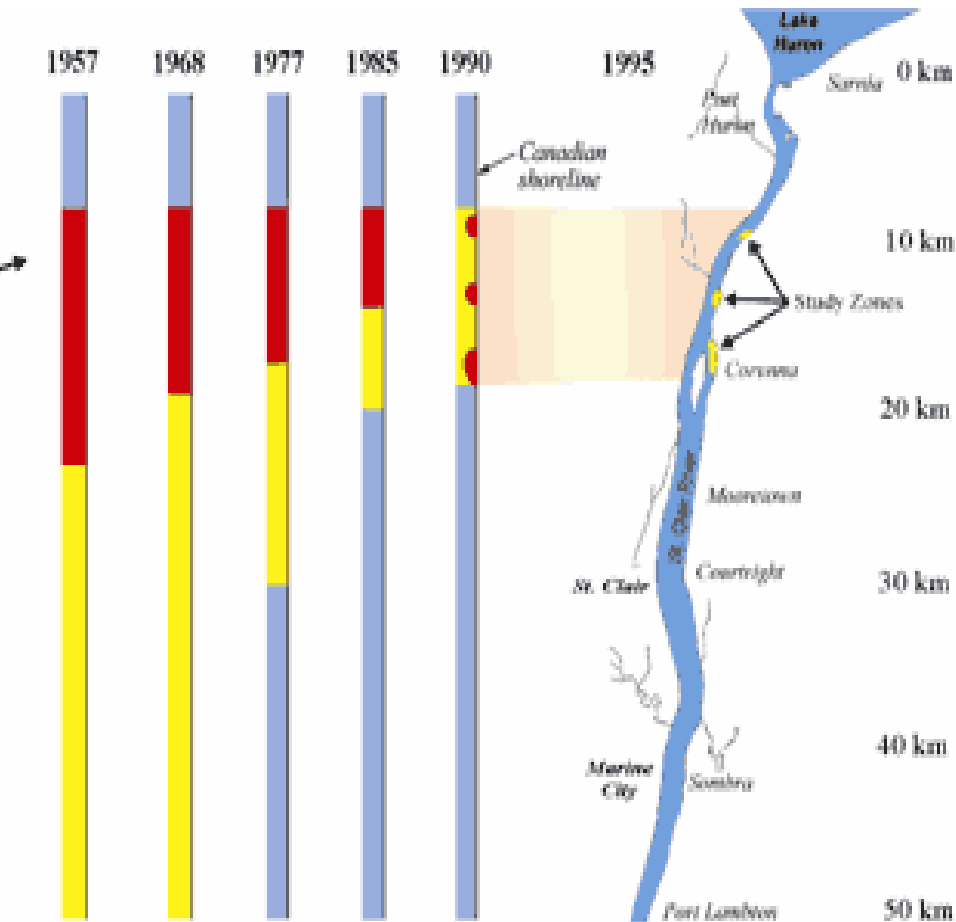 Lake
Huron
1957
1968
1977
1985
1990
1995
0 km
Sarnia
Port
Huron
Canadian
shoreline
10 km
Study Zones
Corunna
20 km
St. Clair River
Mooretown
Courtright
St. Clair
30 km
40 km
Marine
City
Sombra
Port Lambton
50 km